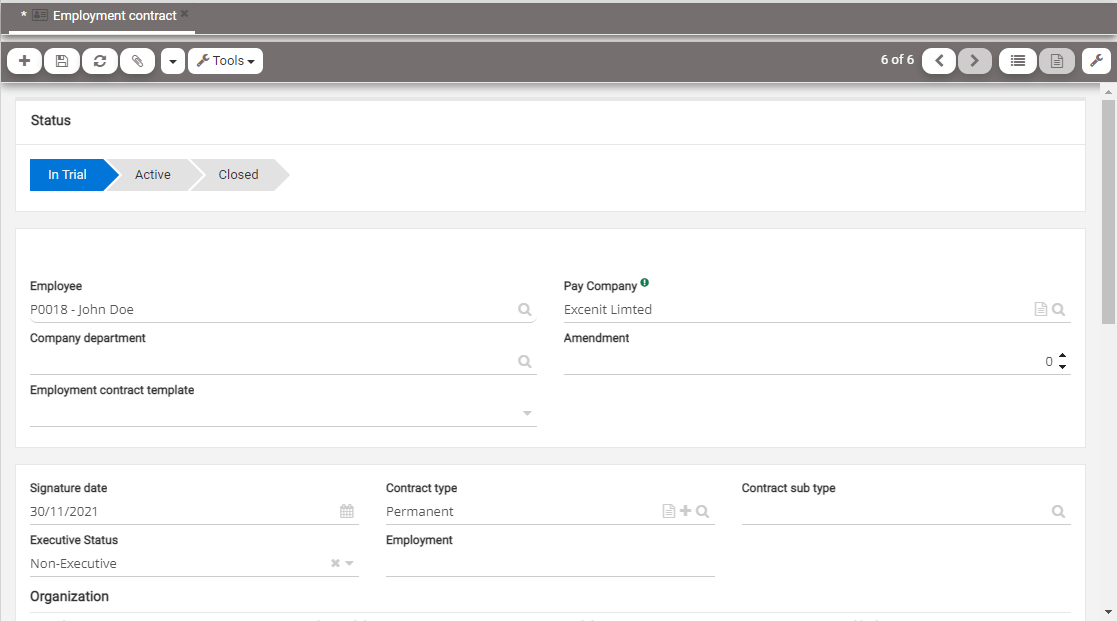 * Employment contract
Tools
6 of 6
Status
In Trial Active Closed
Employee Pay Company
P0018 - John Doe Excenit Limted
Company department Amendment
0
Employment contract template
Signature date Contract type Contract sub type
30/11/2021 Permanent
Executive Status Employment
Non-Executive
Organization